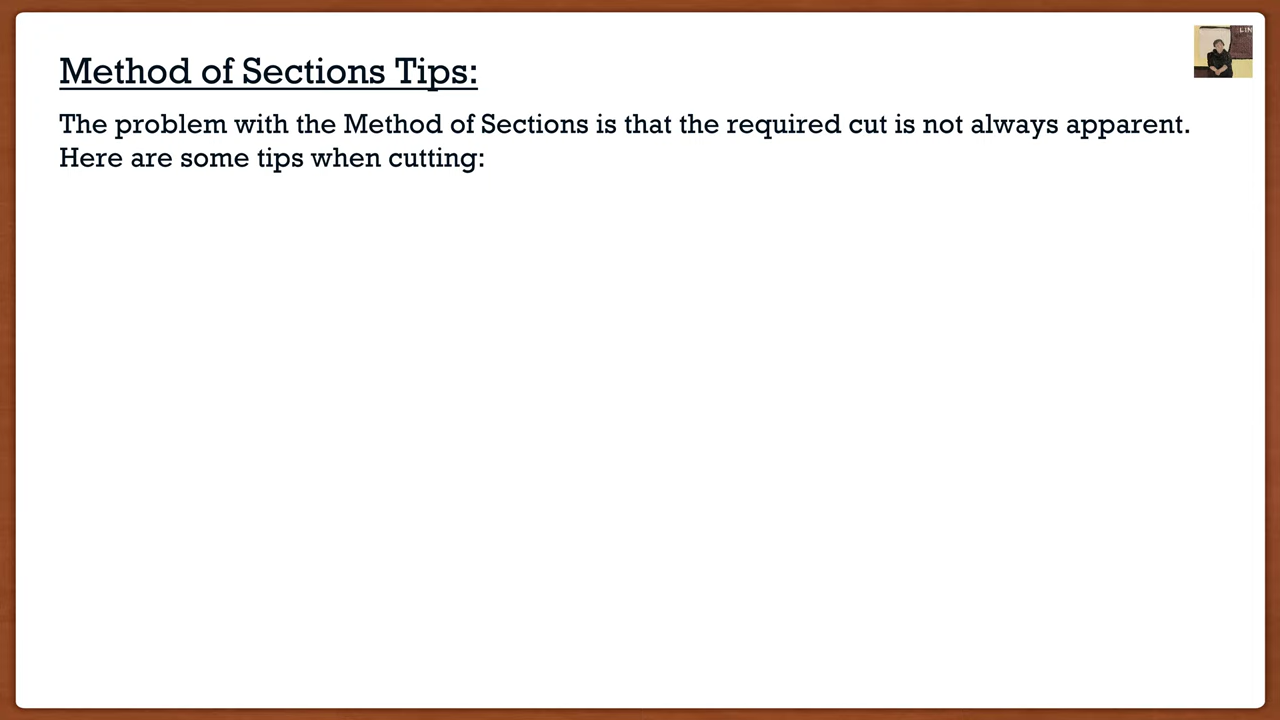 Method of Sections Tips:
The problem with the Method of Sections is that the required cut is not always apparent.
Here are some tips when cutting:
LIN